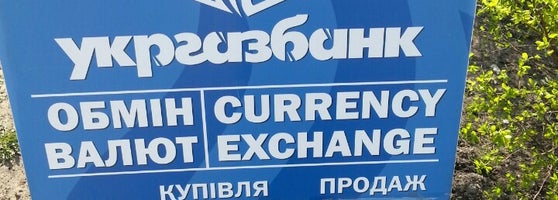 укргазбанк
ОБМІН ВАЛЮТ
CURRENCY EXCHANGE
КУПІВЛЯ ПРОДАЖ